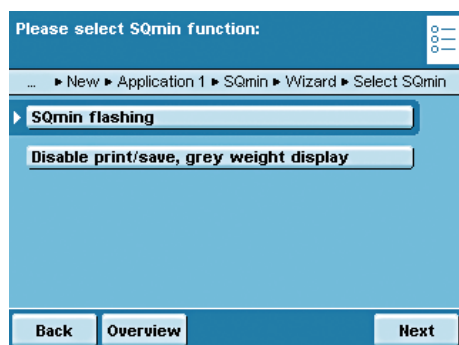 Please select SQmin function:
... ▸ New ▸ Application 1 ▸ SQmin ▸ Wizard ▸ Select SQmin
SQmin flashing
Disable print/save, grey weight display
Back Overview Next